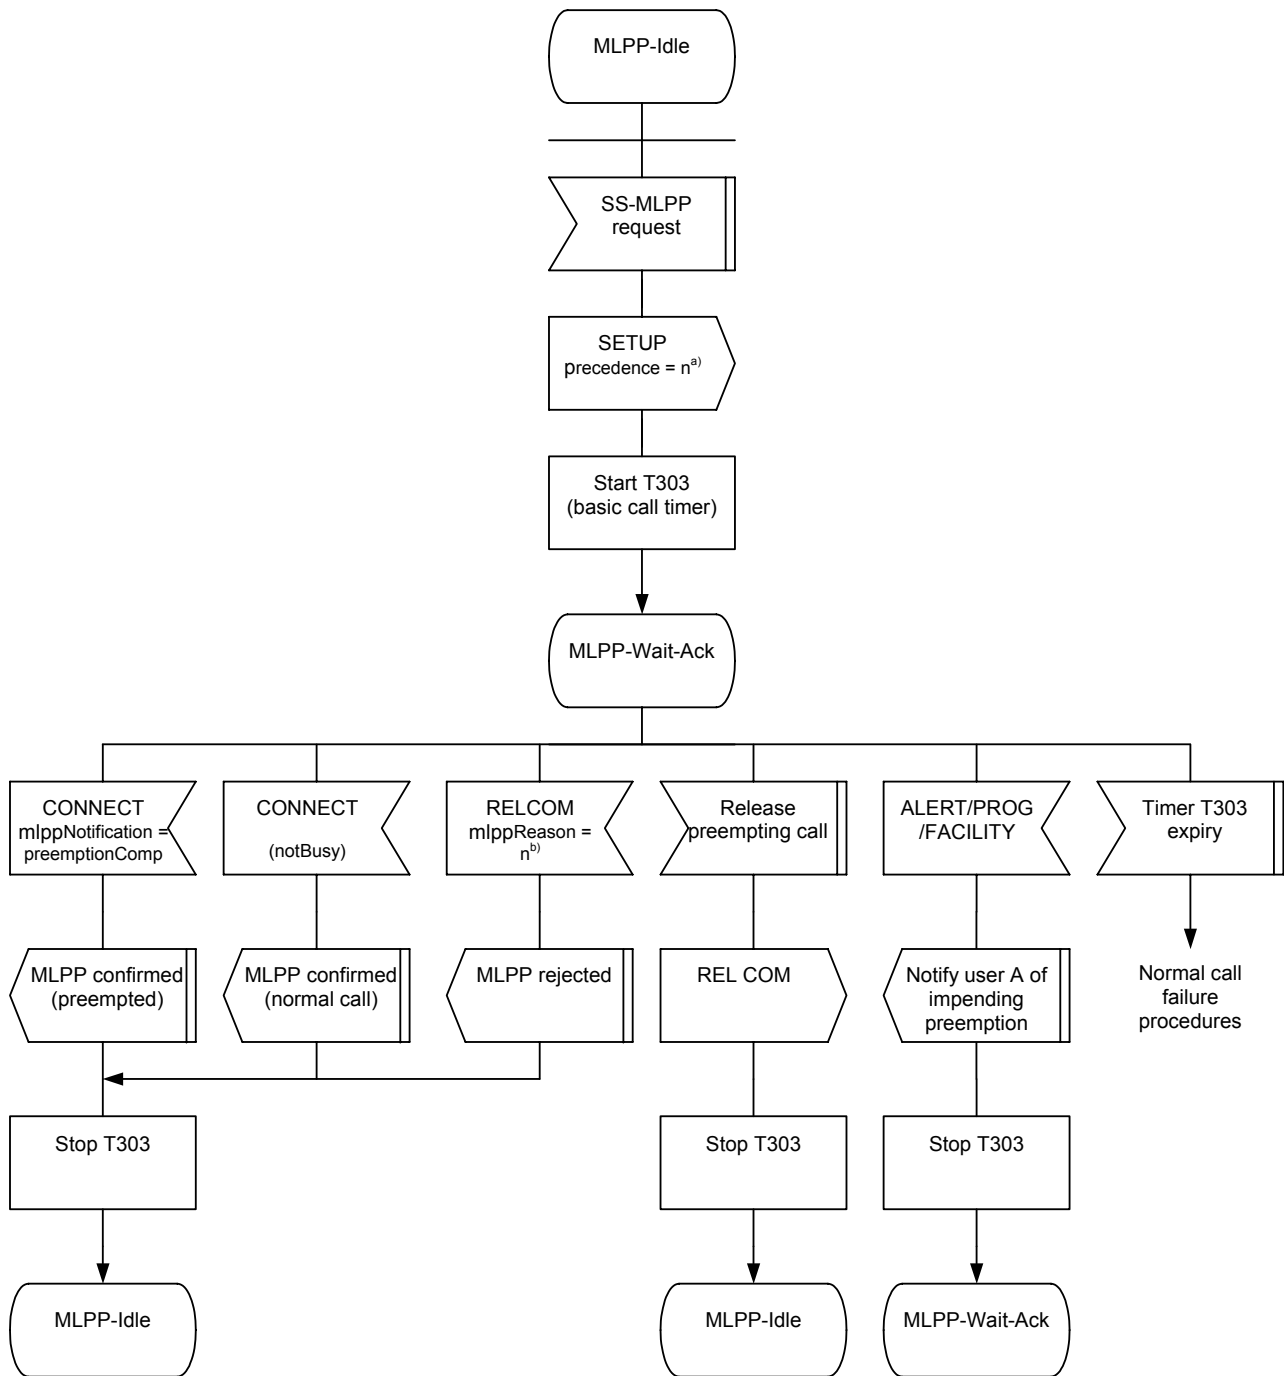 MLPP-Idle
SS-MLPP
request
SETUP
precedence = n^a)
Start T303
(basic call timer)
MLPP-Wait-Ack
CONNECT
mlppNotification =
preemptionComp
CONNECT
(notBusy)
RELCOM
mlppReason =
n^b)
Release
preempting call
ALERT/PROG
/FACILITY
Timer T303
expiry
MLPP confirmed
(preempted)
MLPP confirmed
(normal call)
MLPP rejected
REL COM
Notify user A of
impending
preemption
Normal call
failure
procedures
Stop T303
Stop T303
Stop T303
MLPP-Idle
MLPP-Idle
MLPP-Wait-Ack